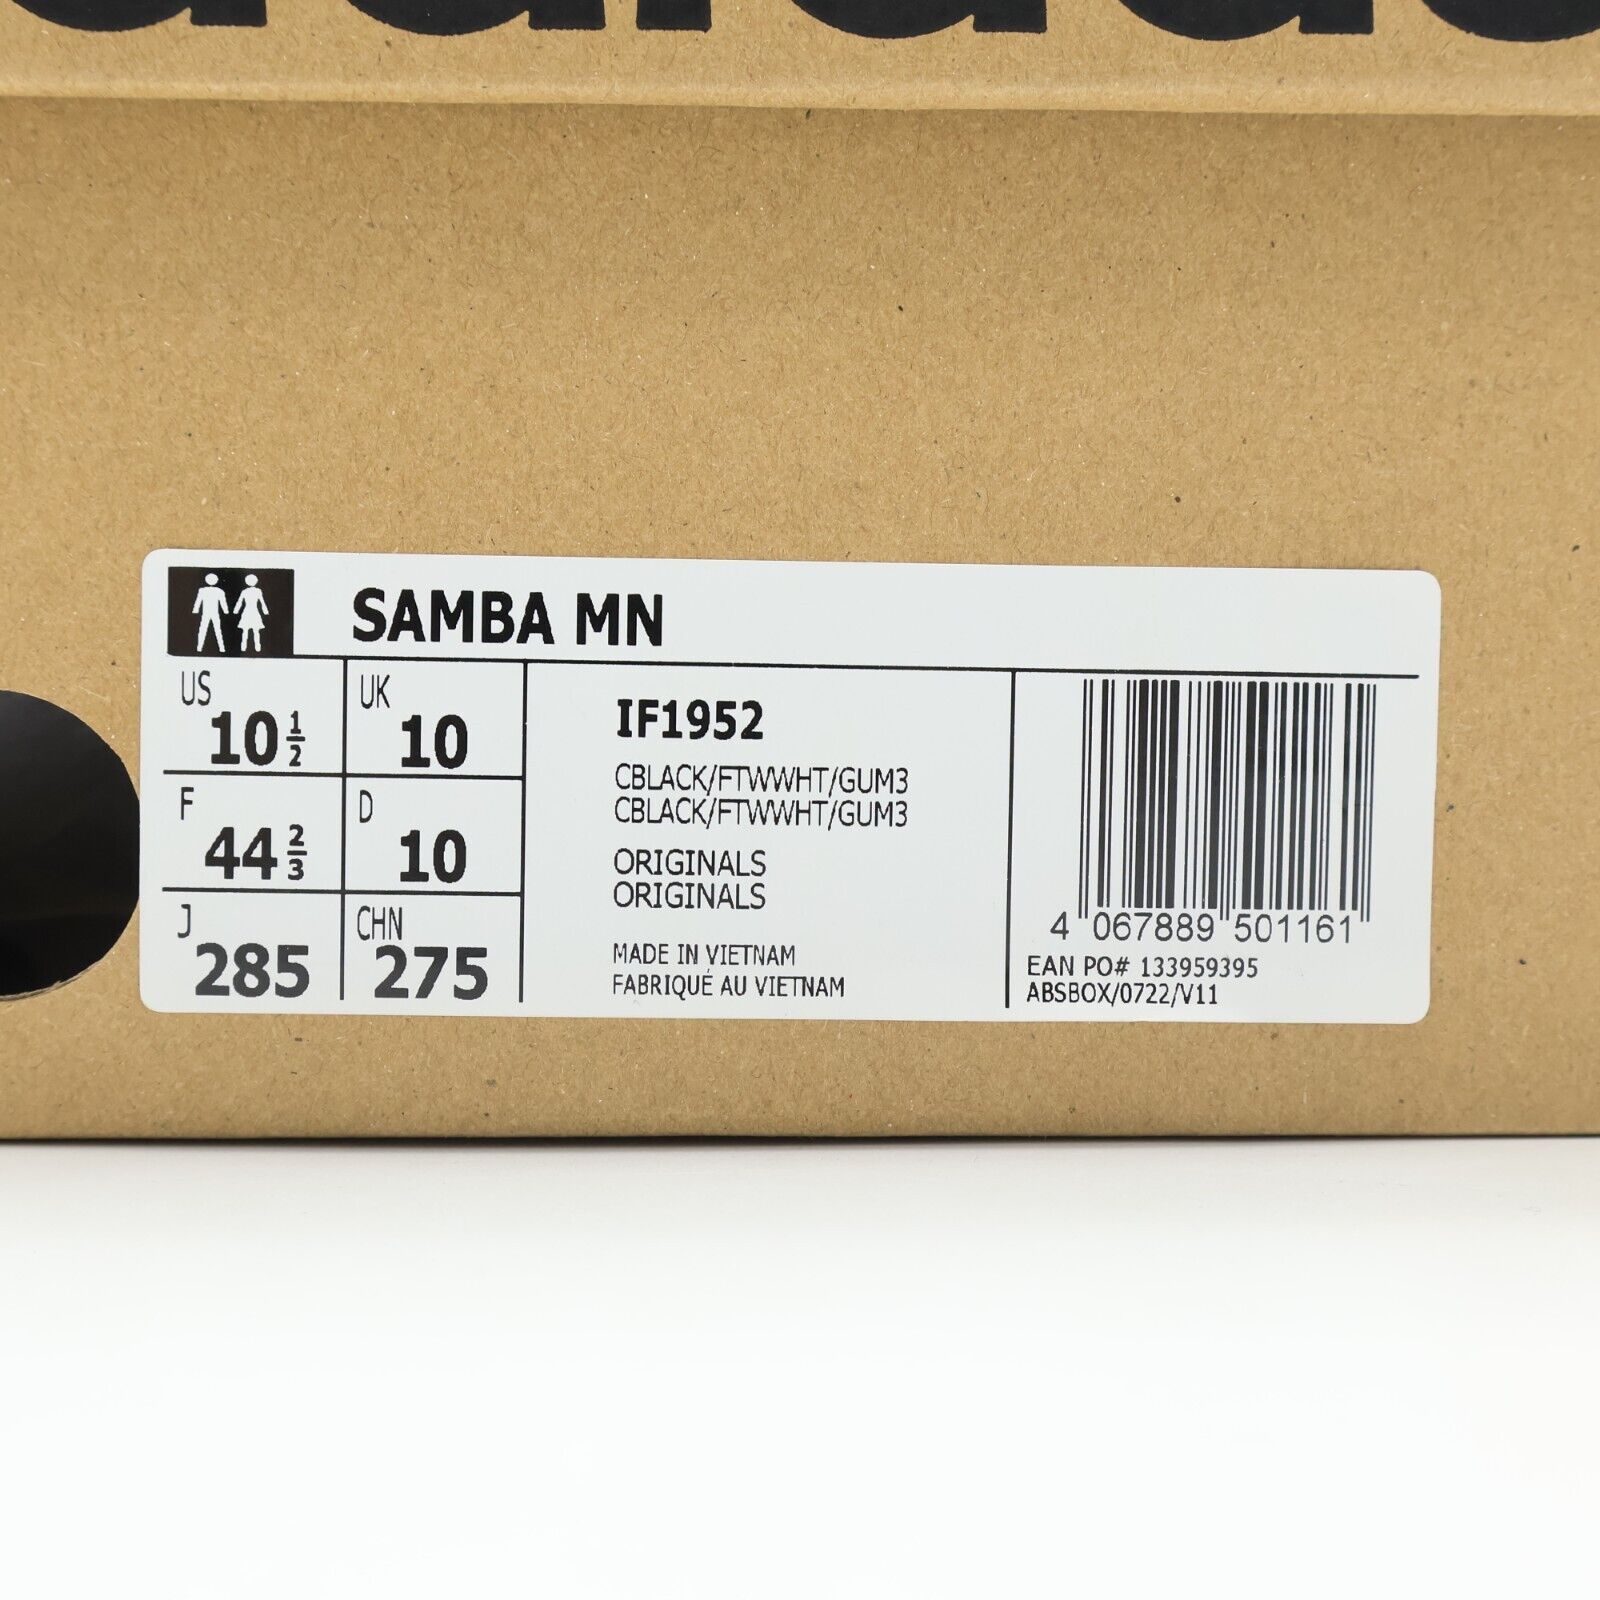 SAMBA MN
US 10 1/2
UK 10
F 44 2/3
D 10
J 285
CHN 275
IF1952
CBLACK/FTWWHT/GUM3
CBLACK/FTWWHT/GUM3
ORIGINALS
ORIGINALS
MADE IN VIETNAM
FABRIQUÉ AU VIETNAM
4 067889 501161
EAN PO# 133959395
ABSBOX/0722/V11